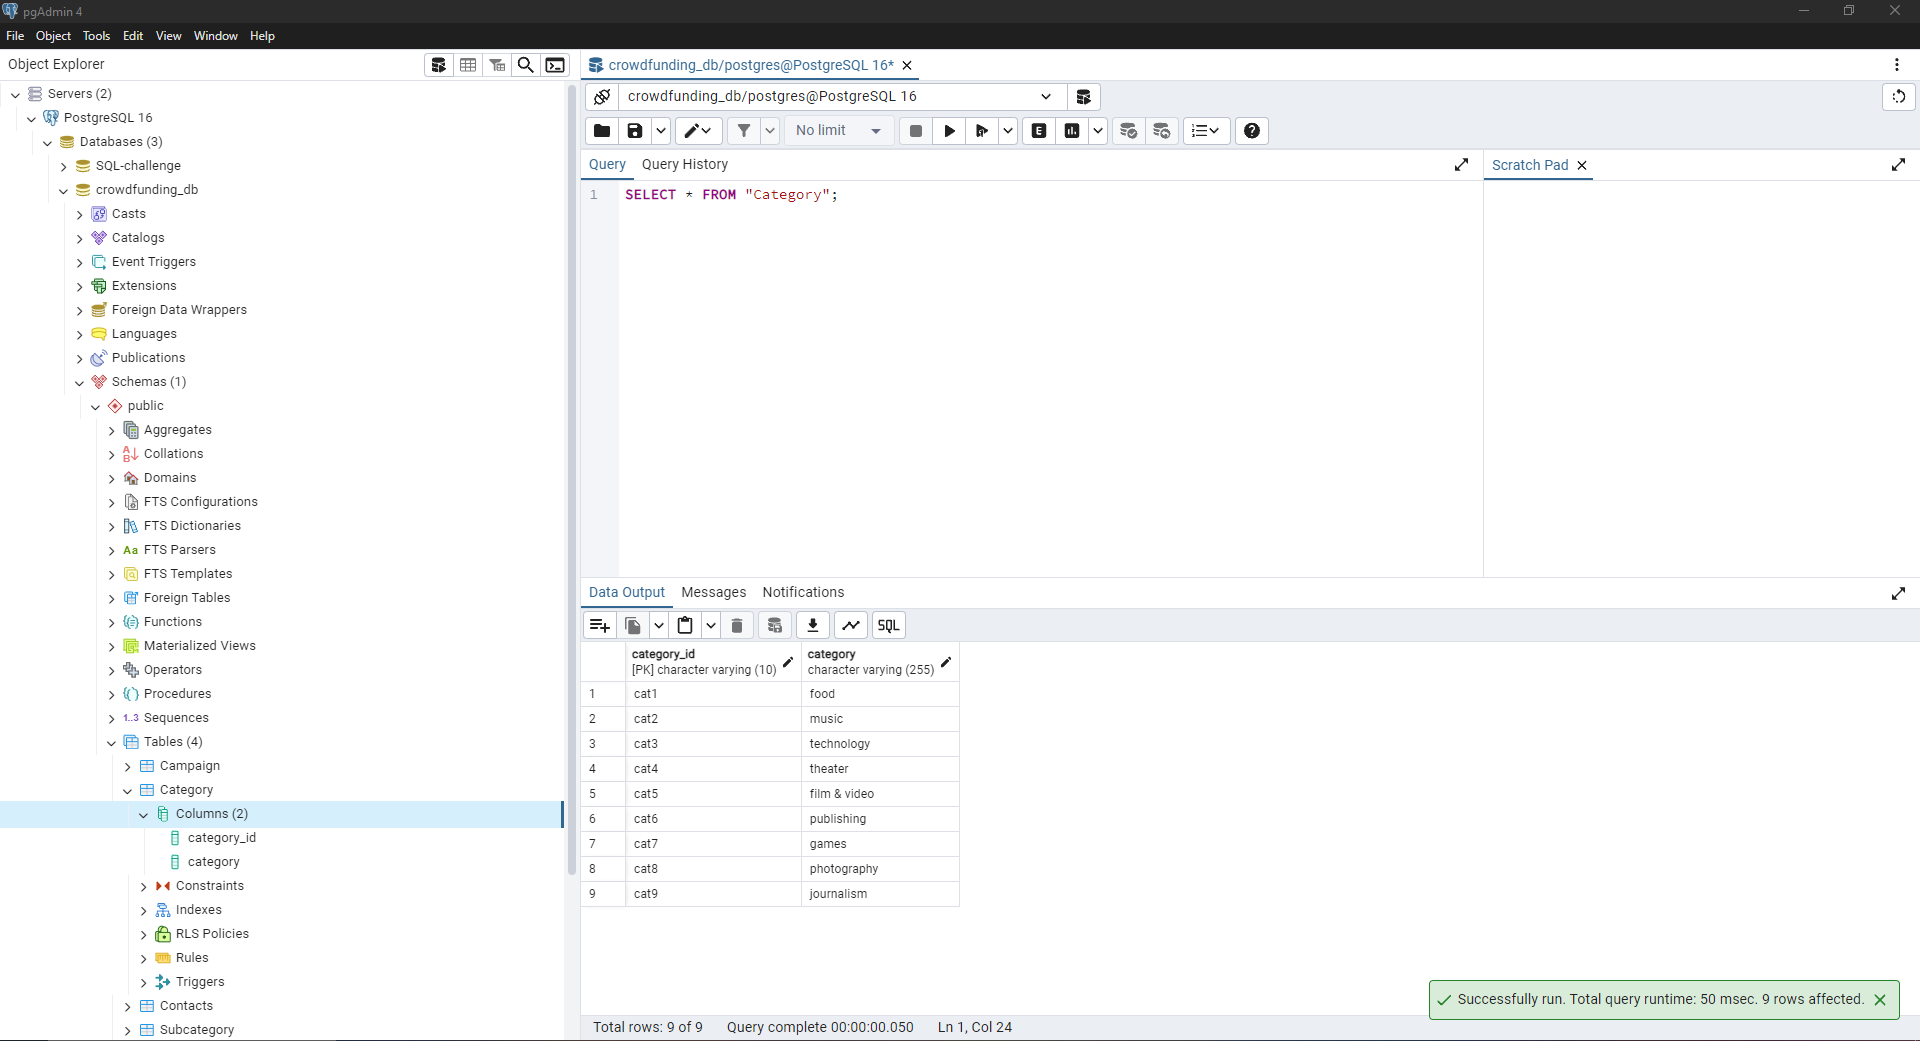 pgAdmin 4
File Object Tools Edit View Window Help
Object Explorer
Servers (2)
PostgreSQL 16
Databases (3)
SQL-challenge
crowdfunding_db
Casts
Catalogs
Event Triggers
Extensions
Foreign Data Wrappers
Languages
Publications
Schemas (1)
public
Aggregates
Collations
Domains
FTS Configurations
FTS Dictionaries
Aa FTS Parsers
FTS Templates
Foreign Tables
Functions
Materialized Views
Operators
Procedures
1..3 Sequences
Tables (4)
Campaign
Category
Columns (2)
category_id
category
Constraints
Indexes
RLS Policies
Rules
Triggers
Contacts
Subcategory
crowdfunding_db/postgres@PostgreSQL 16*
crowdfunding_db/postgres@PostgreSQL 16
No limit
E
Query Query History
Scratch Pad
1 SELECT * FROM "Category";
Data Output Messages Notifications
SQL
category_id category
[PK] character varying (10) character varying (255)
1 cat1 food
2 cat2 music
3 cat3 technology
4 cat4 theater
5 cat5 film & video
6 cat6 publishing
7 cat7 games
8 cat8 photography
9 cat9 journalism
Successfully run. Total query runtime: 50 msec. 9 rows affected.
Total rows: 9 of 9 Query complete 00:00:00.050 Ln 1, Col 24